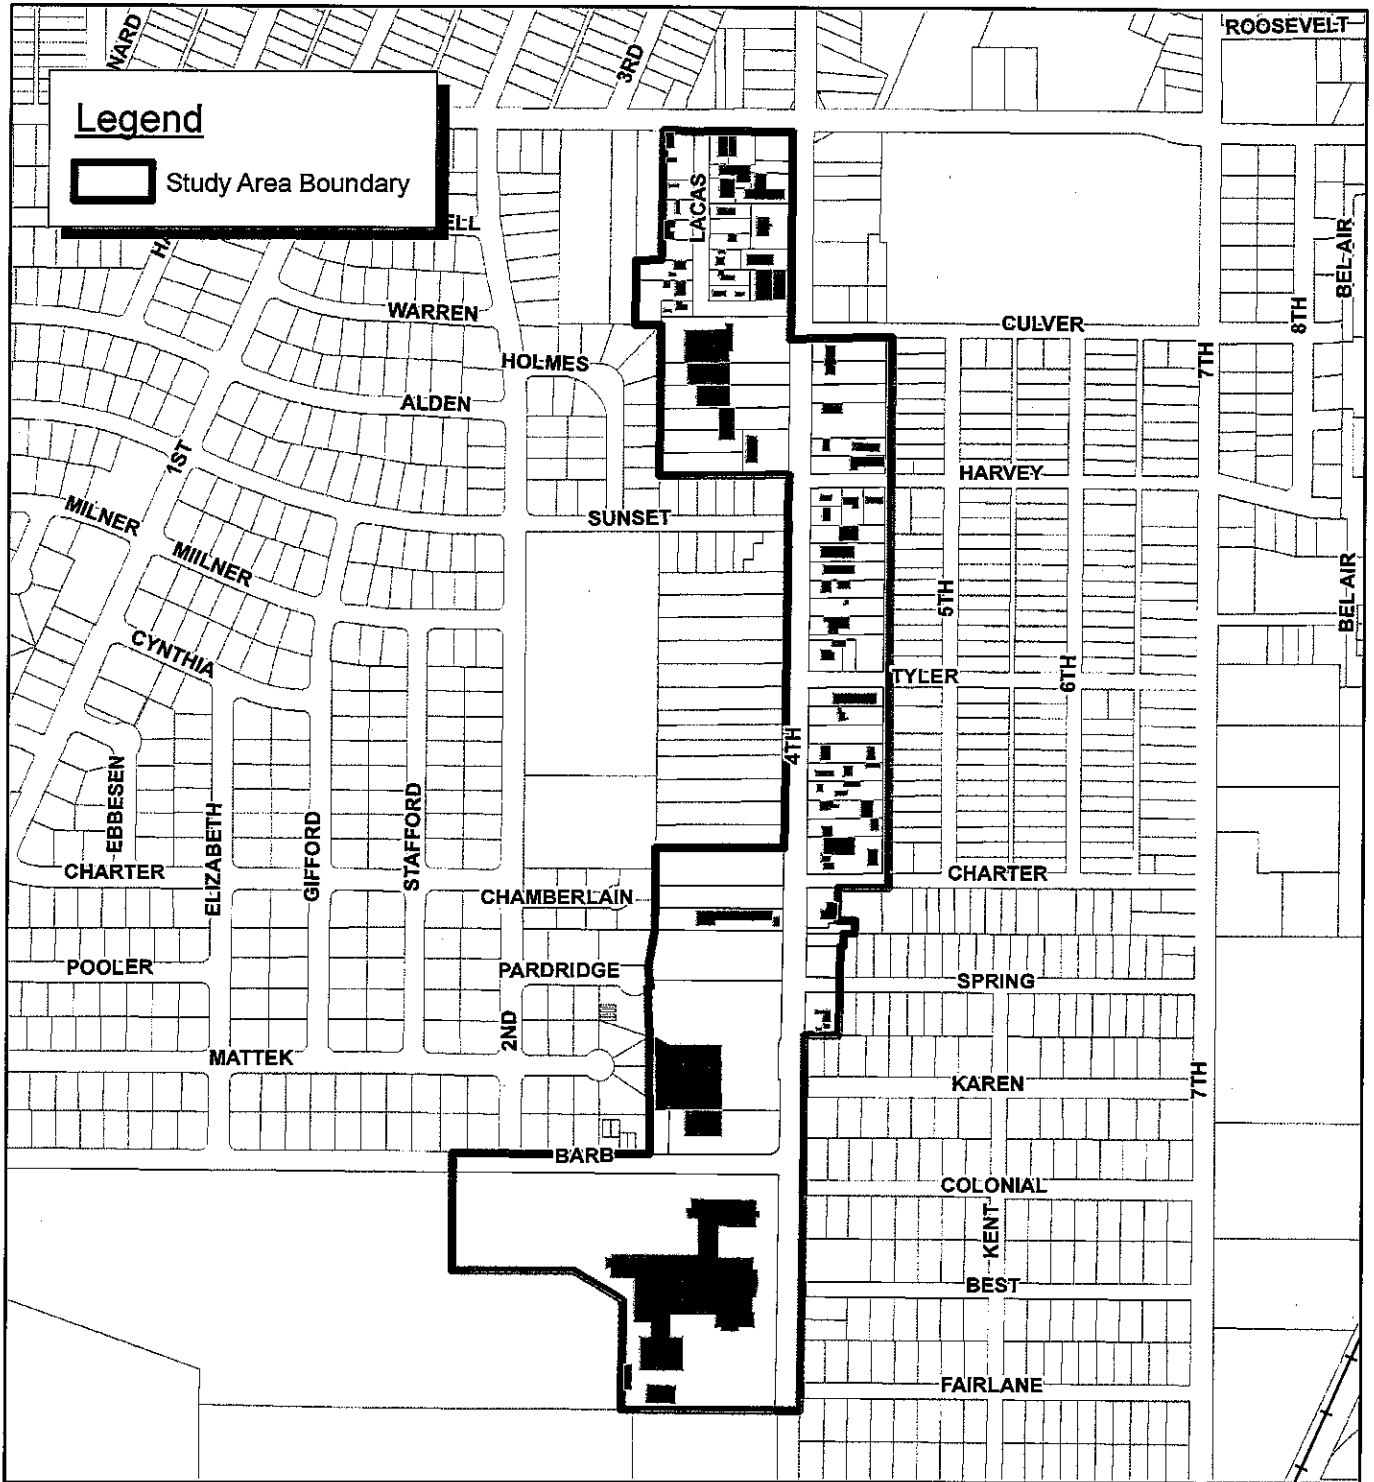 ROOSEVELT
3RD
Legend
Study Area Boundary
LACAS
BEL AIR
8TH
WARREN
CULVER
HOLMES
7TH
ALDEN
1ST
HARVEY
MILNER
SUNSET
MIILNER
5TH
BEL AIR
CYNTHIA
TYLER
6TH
4TH
EBBESEN
ELIZABETH
GIFFORD
STAFFORD
CHARTER
CHARTER
CHAMBERLAIN
POOLER
PARDRIDGE
SPRING
2ND
MATTEK
KAREN
7TH
BARB
COLONIAL
KENT
BEST
FAIRLANE